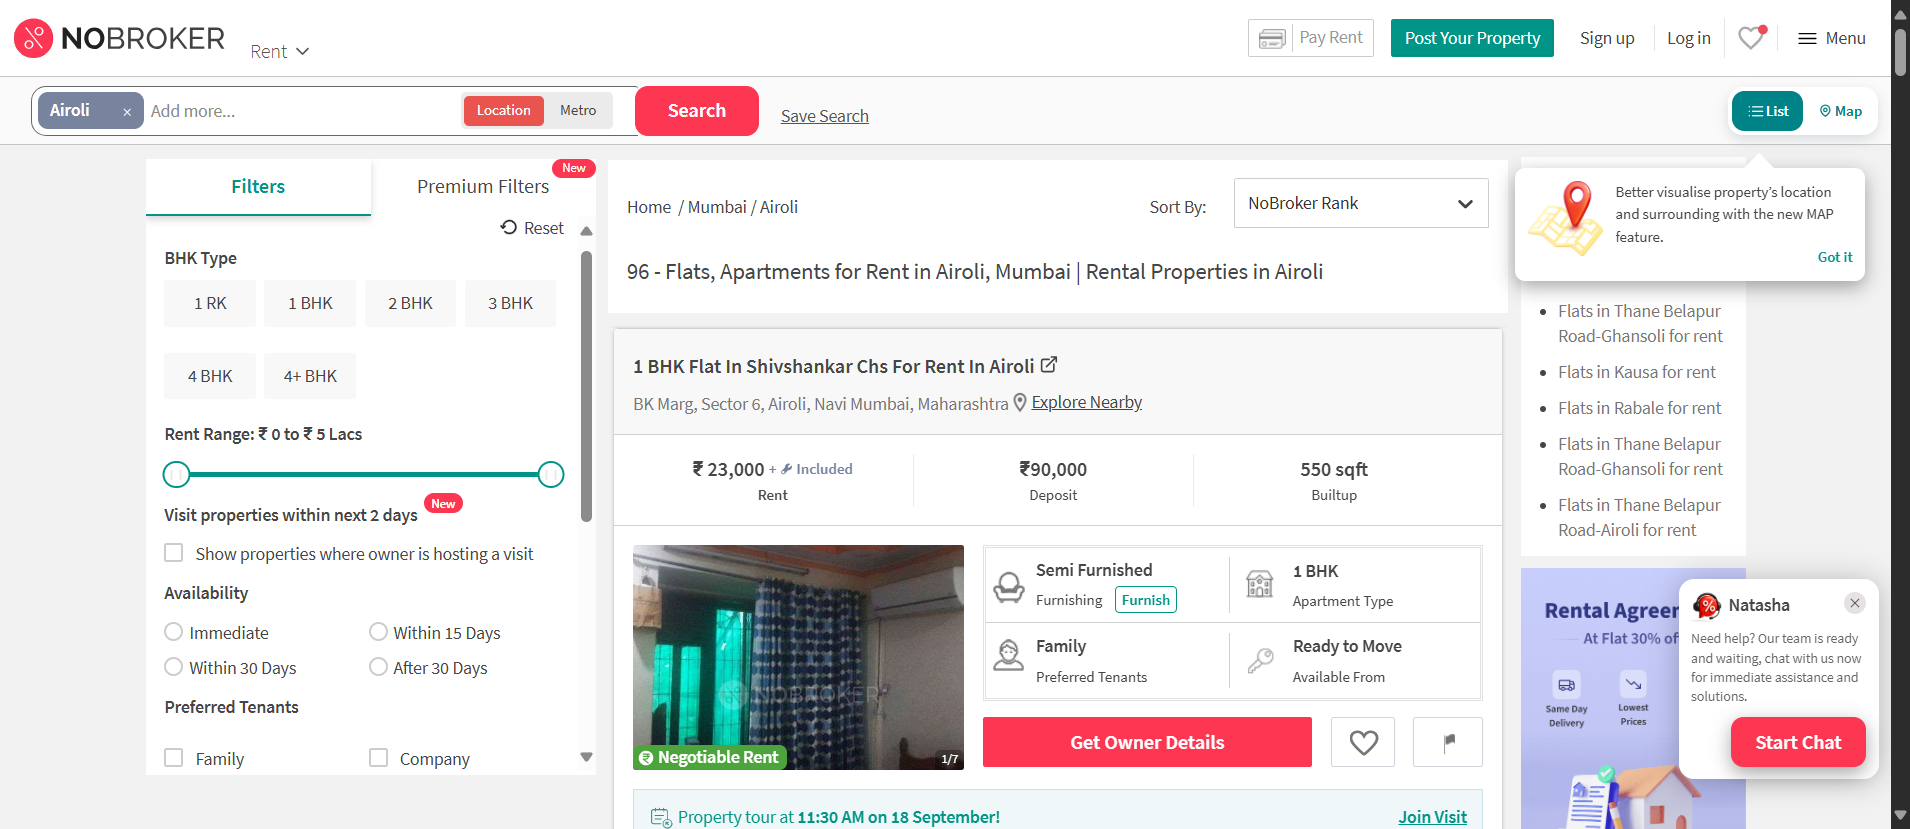 NOBROKER
Rent
Pay Rent
Post Your Property
Sign up
Log in
Menu
Airoli ×
Add more...
Location
Metro
Search
Save Search
List
Map
Filters
Premium Filters
New
Reset
BHK Type
1 RK
1 BHK
2 BHK
3 BHK
4 BHK
4+ BHK
Rent Range: ₹ 0 to ₹ 5 Lacs
Visit properties within next 2 days
New
Show properties where owner is hosting a visit
Availability
Immediate
Within 15 Days
Within 30 Days
After 30 Days
Preferred Tenants
Family
Company
Home / Mumbai / Airoli
Sort By:
NoBroker Rank
96 - Flats, Apartments for Rent in Airoli, Mumbai | Rental Properties in Airoli
1 BHK Flat In Shivshankar Chs For Rent In Airoli
BK Marg, Sector 6, Airoli, Navi Mumbai, Maharashtra
Explore Nearby
₹ 23,000 + Included
Rent
₹90,000
Deposit
550 sqft
Builtup
NOBROKER
₹ Negotiable Rent
1/7
Semi Furnished
Furnishing
Furnish
1 BHK
Apartment Type
Family
Preferred Tenants
Ready to Move
Available From
Get Owner Details
Property tour at 11:30 AM on 18 September!
Join Visit
Better visualise property's location
and surrounding with the new MAP
feature.
Got it
Flats in Thane Belapur
Road-Ghansoli for rent
Flats in Kausa for rent
Flats in Rabale for rent
Flats in Thane Belapur
Road-Ghansoli for rent
Flats in Thane Belapur
Road-Airoli for rent
Rental Agreer
At Flat 30% of
Same Day
Delivery
Lowest
Prices
Natasha
Need help? Our team is ready
and waiting, chat with us now
for immediate assistance and
solutions.
Start Chat